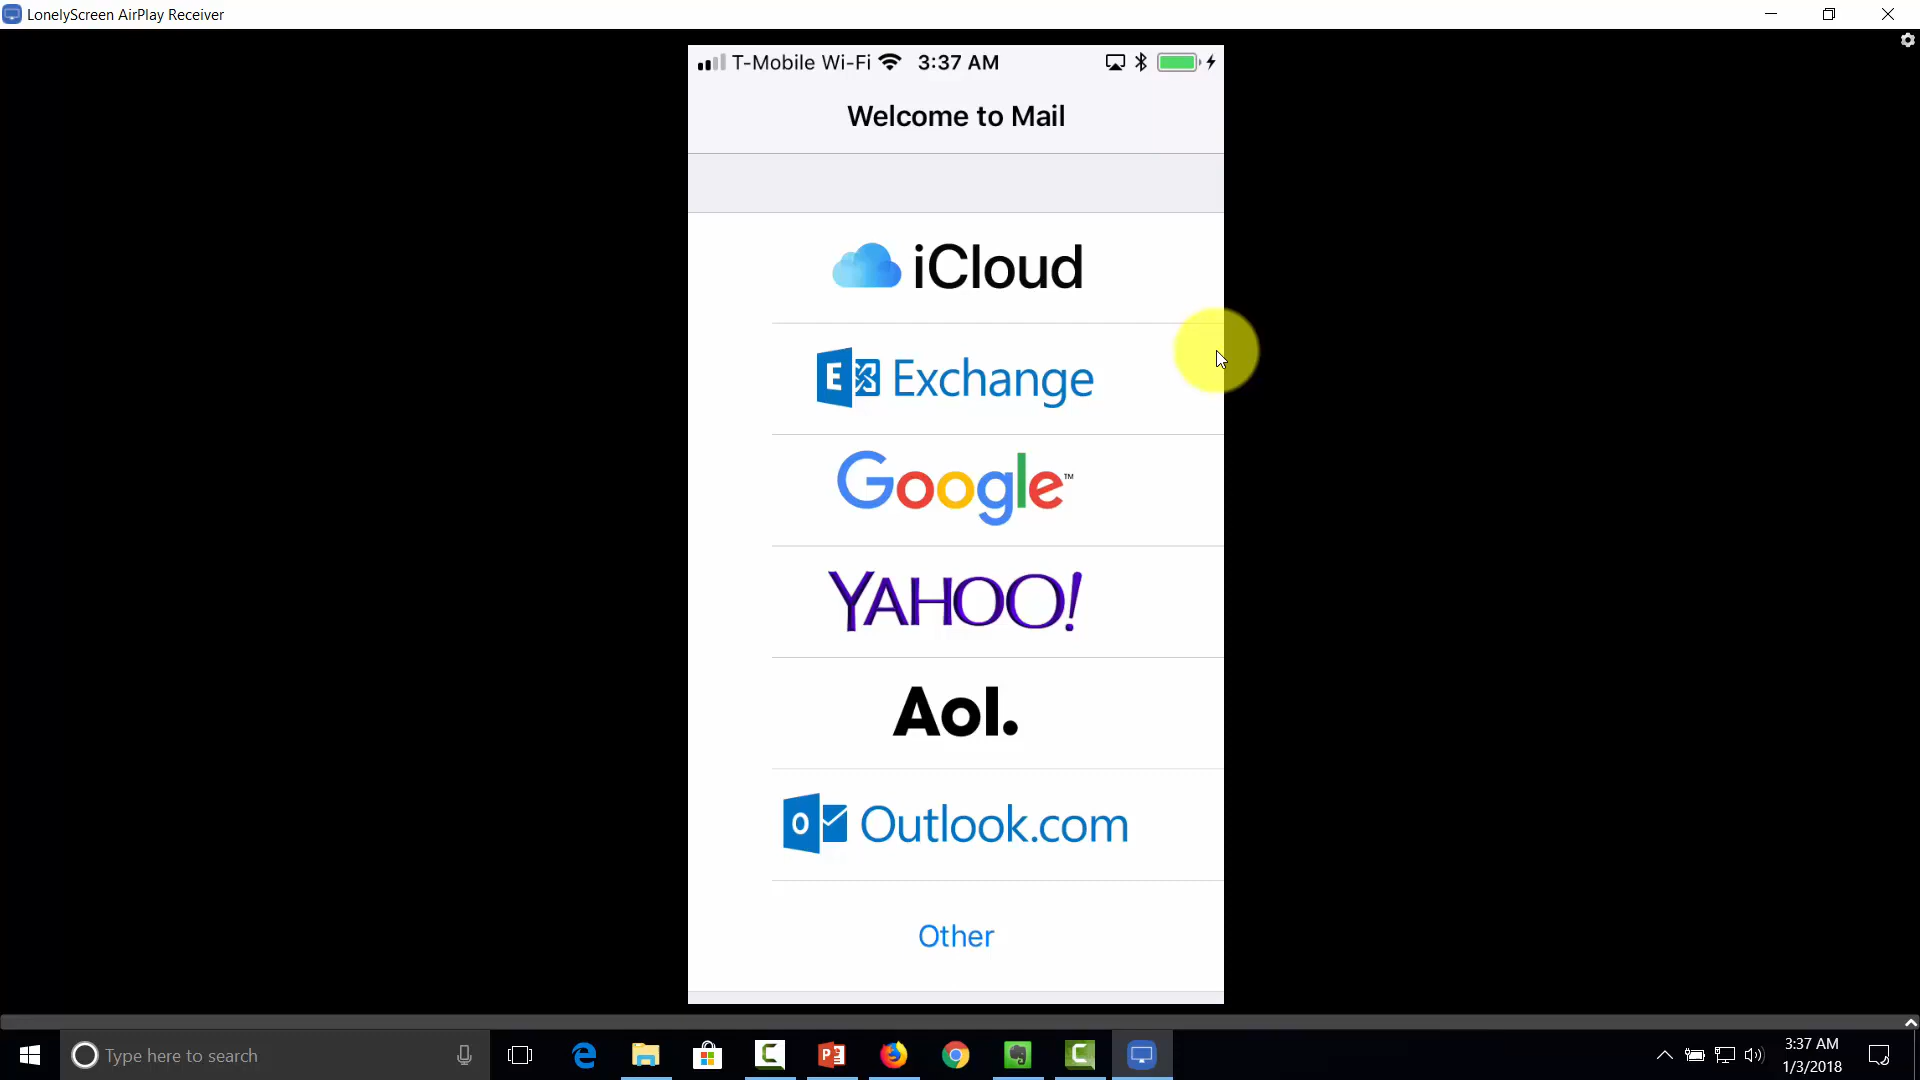 LonelyScreen AirPlay Receiver
T-Mobile Wi-Fi 3:37 AM
Welcome to Mail
iCloud
E Exchange
Google™
YAHOO!
Aol.
O Outlook.com
Other
Type here to search
3:37 AM
1/3/2018